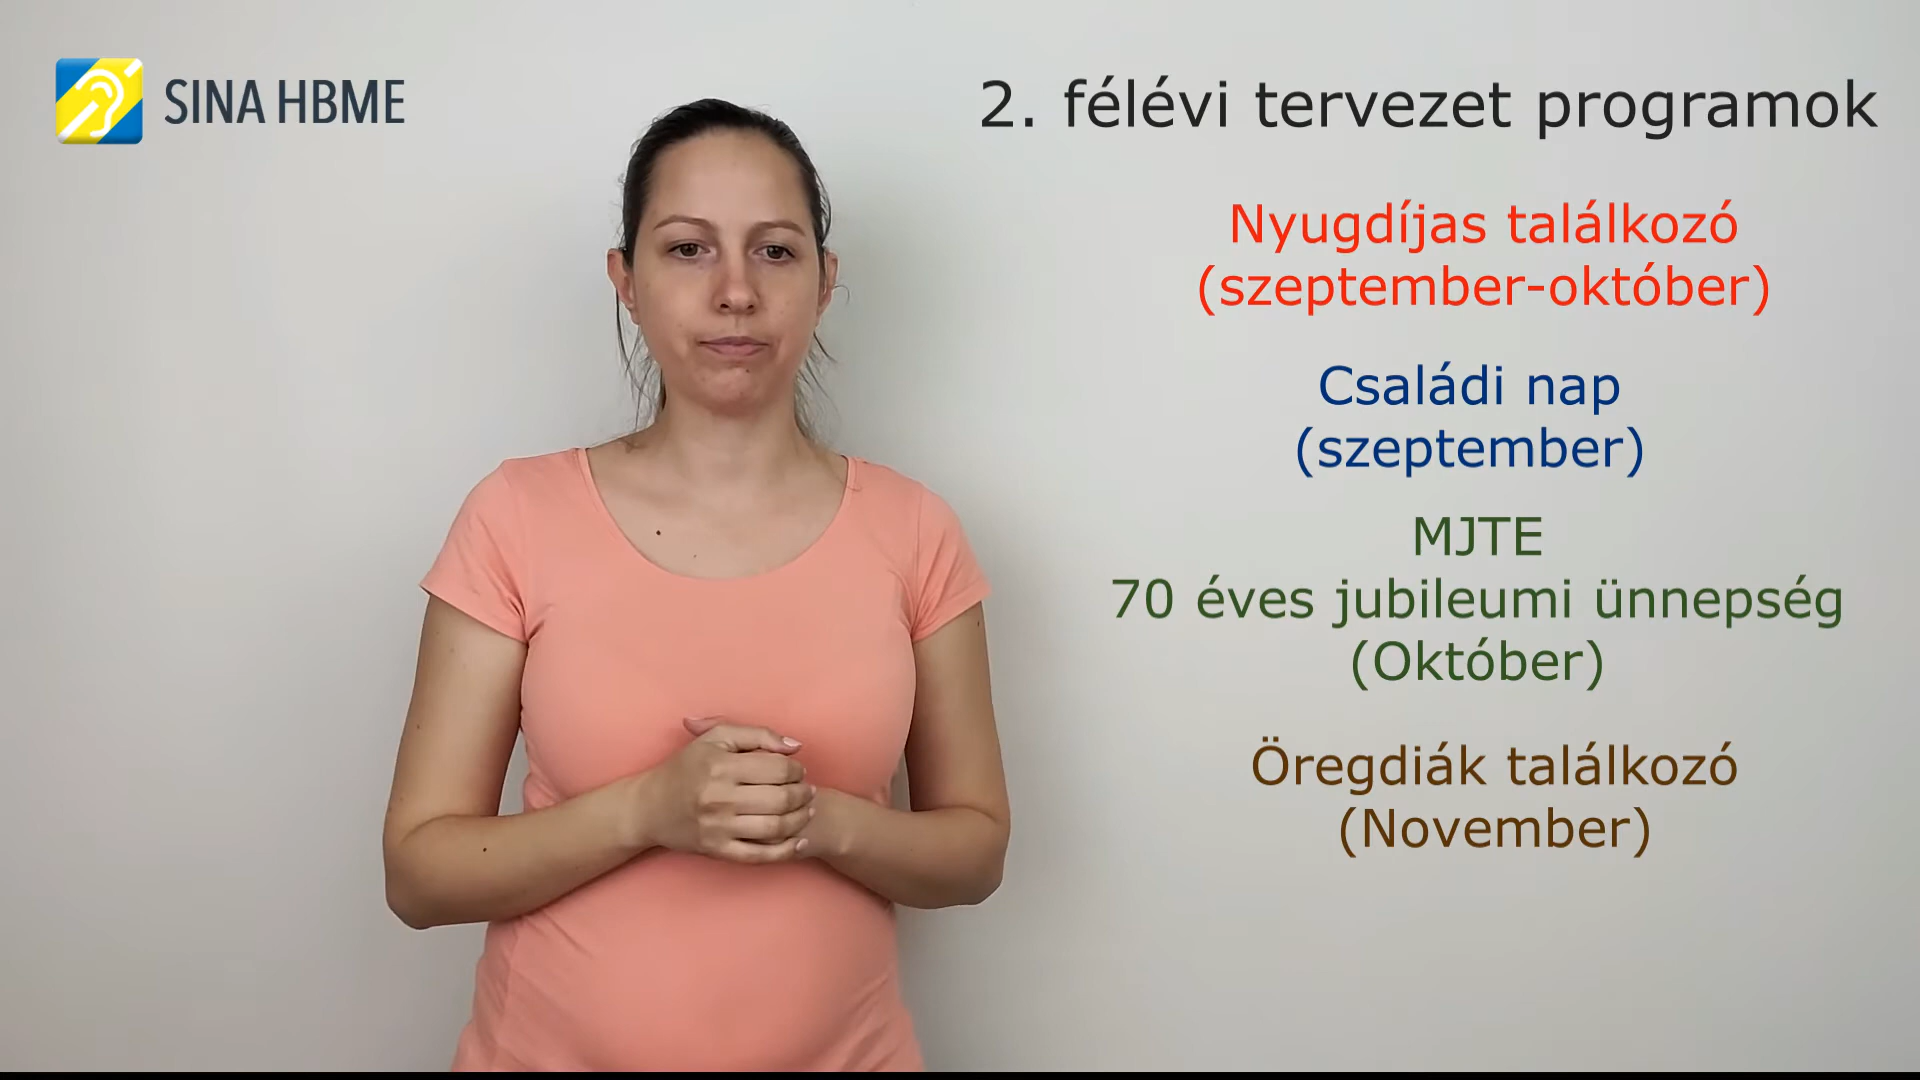 SINA HBME
2. félévi tervezet programok
Nyugdíjas találkozó
(szeptember-október)
Családi nap
(szeptember)
MJTE
70 éves jubileumi ünnepség
(Október)
Öregdiák találkozó
(November)